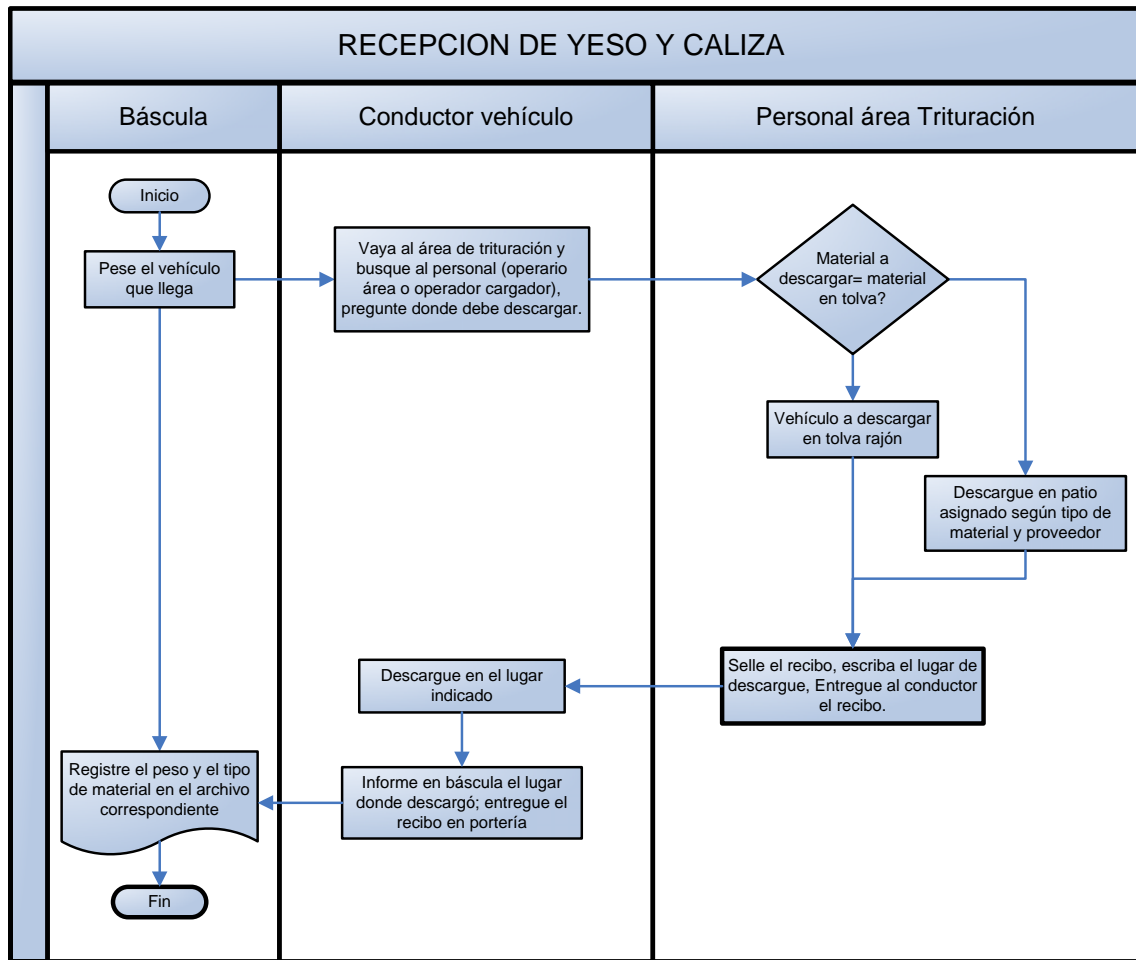 RECEPCION DE YESO Y CALIZA
Báscula
Conductor vehículo
Personal área Trituración
Inicio
Pese el vehículo
que llega
Vaya al área de trituración y
busque al personal (operario
área o operador cargador),
pregunte donde debe descargar.
Material a
descargar= material
en tolva?
Vehículo a descargar
en tolva rajón
Descargue en patio
asignado según tipo de
material y proveedor
Selle el recibo, escriba el lugar de
descargue, Entregue al conductor
el recibo.
Descargue en el lugar
indicado
Informe en báscula el lugar
donde descargó; entregue el
recibo en portería
Registre el peso y el tipo
de material en el archivo
correspondiente
Fin